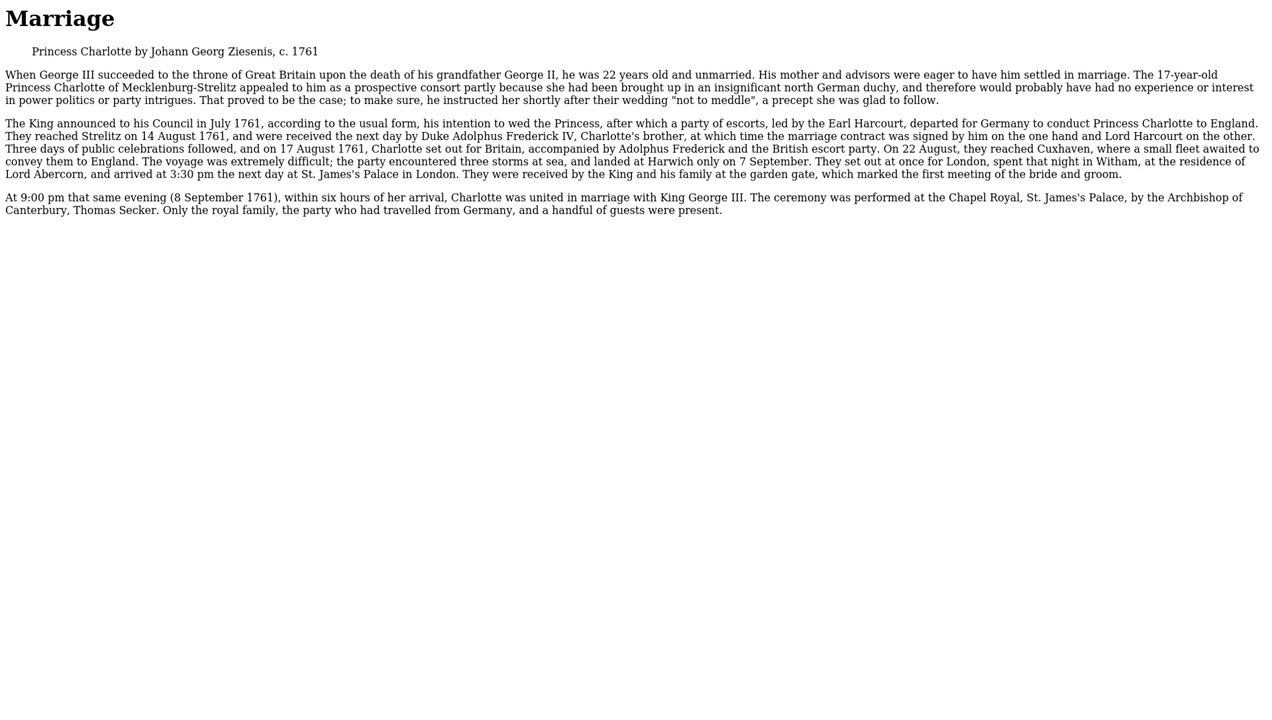 Marriage
Princess Charlotte by Johann Georg Ziesenis, c. 1761
When George III succeeded to the throne of Great Britain upon the death of his grandfather George II, he was 22 years old and unmarried. His mother and advisors were eager to have him settled in marriage. The 17-year-old
Princess Charlotte of Mecklenburg-Strelitz appealed to him as a prospective consort partly because she had been brought up in an insignificant north German duchy, and therefore would probably have had no experience or interest
in power politics or party intrigues. That proved to be the case; to make sure, he instructed her shortly after their wedding "not to meddle", a precept she was glad to follow.
The King announced to his Council in July 1761, according to the usual form, his intention to wed the Princess, after which a party of escorts, led by the Earl Harcourt, departed for Germany to conduct Princess Charlotte to England.
They reached Strelitz on 14 August 1761, and were received the next day by Duke Adolphus Frederick IV, Charlotte's brother, at which time the marriage contract was signed by him on the one hand and Lord Harcourt on the other.
Three days of public celebrations followed, and on 17 August 1761, Charlotte set out for Britain, accompanied by Adolphus Frederick and the British escort party. On 22 August, they reached Cuxhaven, where a small fleet awaited to
convey them to England. The voyage was extremely difficult; the party encountered three storms at sea, and landed at Harwich only on 7 September. They set out at once for London, spent that night in Witham, at the residence of
Lord Abercorn, and arrived at 3:30 pm the next day at St. James's Palace in London. They were received by the King and his family at the garden gate, which marked the first meeting of the bride and groom.
At 9:00 pm that same evening (8 September 1761), within six hours of her arrival, Charlotte was united in marriage with King George III. The ceremony was performed at the Chapel Royal, St. James's Palace, by the Archbishop of
Canterbury, Thomas Secker. Only the royal family, the party who had travelled from Germany, and a handful of guests were present.